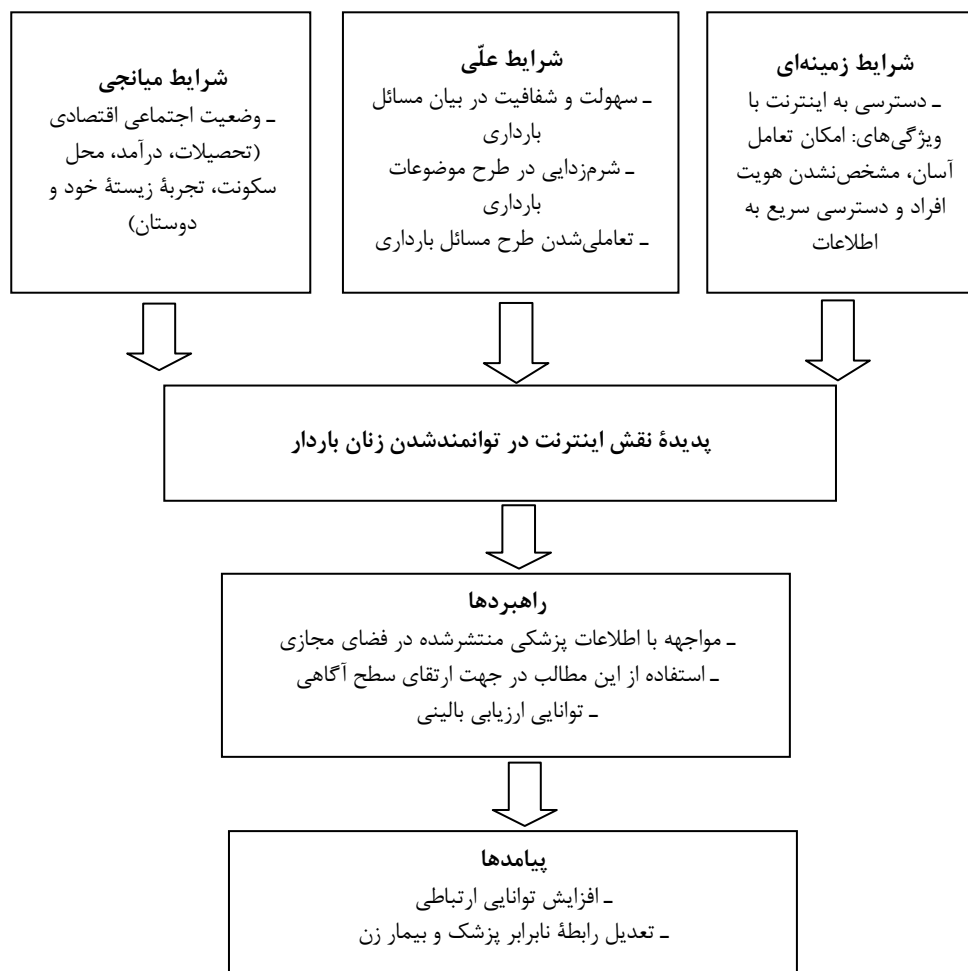 شرایط زمینه‌ای
ـ دسترسی به اینترنت با
ویژگی‌های: امکان تعامل
آسان، مشخص‌نشدن هویت
افراد و دسترسی سریع به
اطلاعات
شرایط علّی
ـ سهولت و شفافیت در بیان مسائل
بارداری
ـ شرم‌زدایی در طرح موضوعات
بارداری
ـ تعاملی‌شدن طرح مسائل بارداری
شرایط میانجی
ـ وضعیت اجتماعی اقتصادی
(تحصیلات، درآمد، محل
سکونت، تجربۀ زیستۀ خود و
دوستان)
پدیدۀ نقش اینترنت در توانمندشدن زنان باردار
راهبردها
ـ مواجهه با اطلاعات پزشکی منتشرشده در فضای مجازی
ـ استفاده از این مطالب در جهت ارتقای سطح آگاهی
ـ توانایی ارزیابی بالینی
پیامدها
ـ افزایش توانایی ارتباطی
ـ تعدیل رابطۀ نابرابر پزشک و بیمار زن